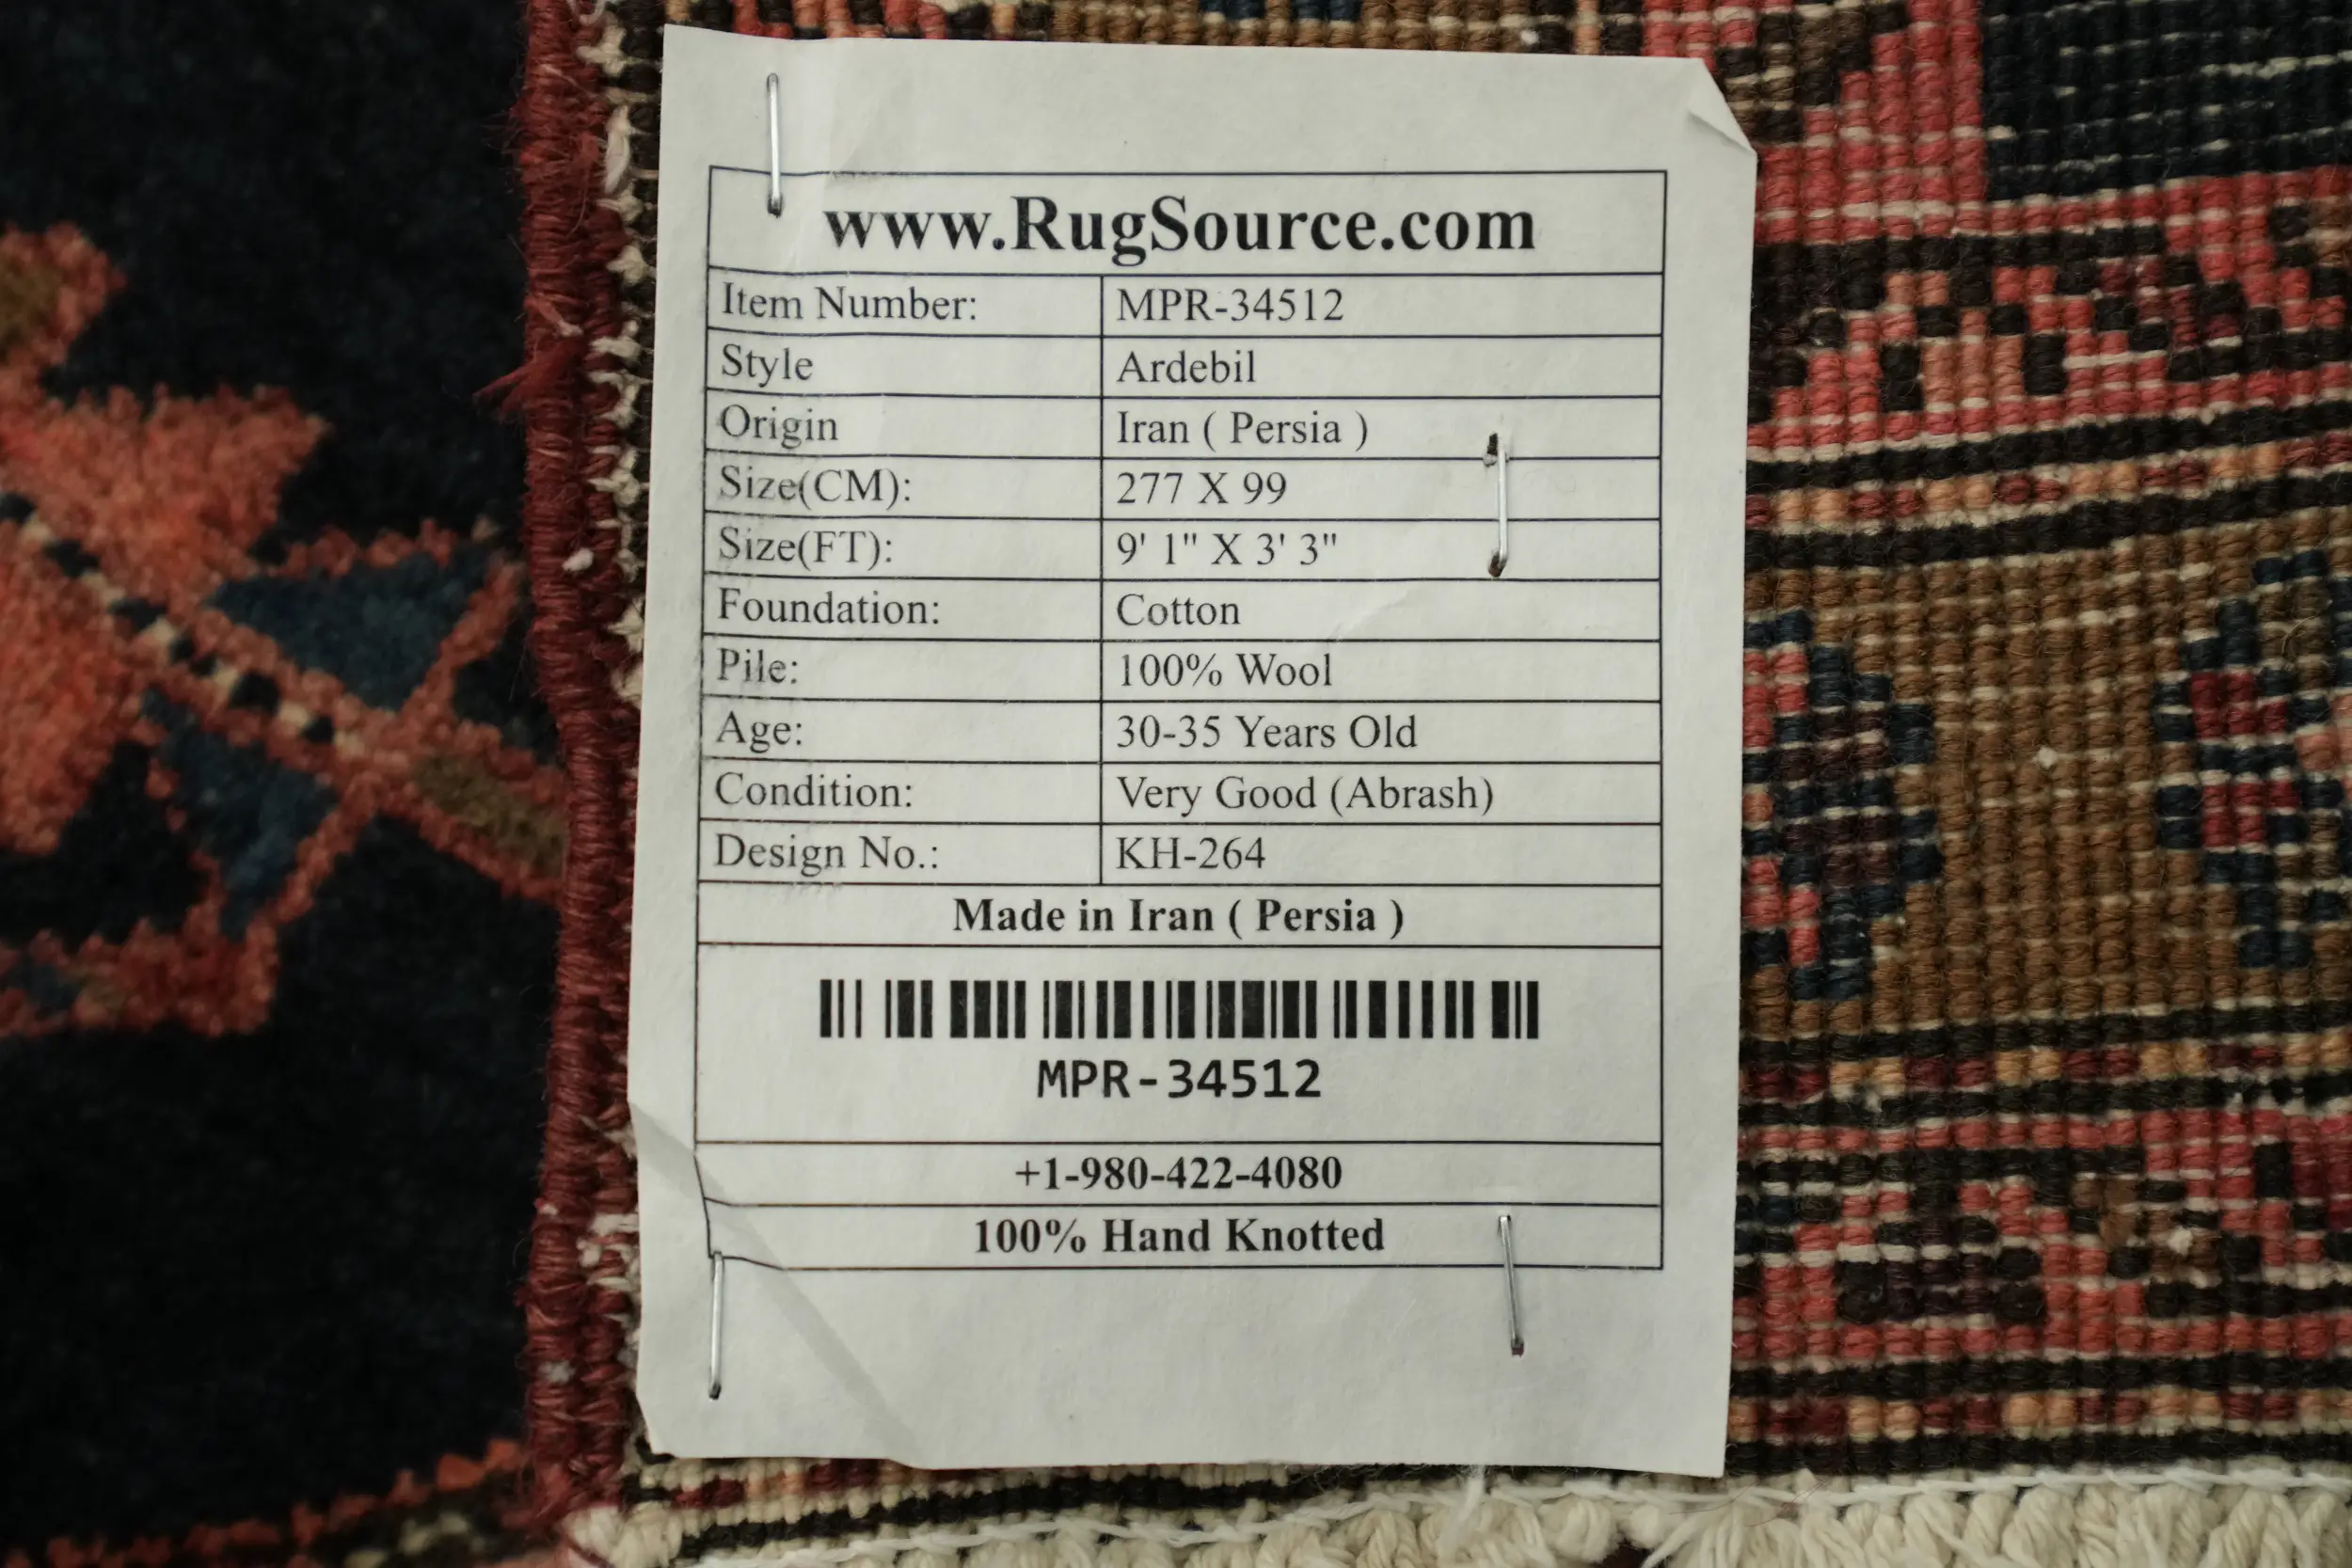 www.RugSource.com
Item Number: MPR-34512
Style Ardebil
Origin Iran ( Persia )
Size(CM): 277 X 99
Size(FT): 9' 1" X 3' 3"
Foundation: Cotton
Pile: 100% Wool
Age: 30-35 Years Old
Condition: Very Good (Abrash)
Design No.: KH-264
Made in Iran ( Persia )
MPR-34512
+1-980-422-4080
100% Hand Knotted